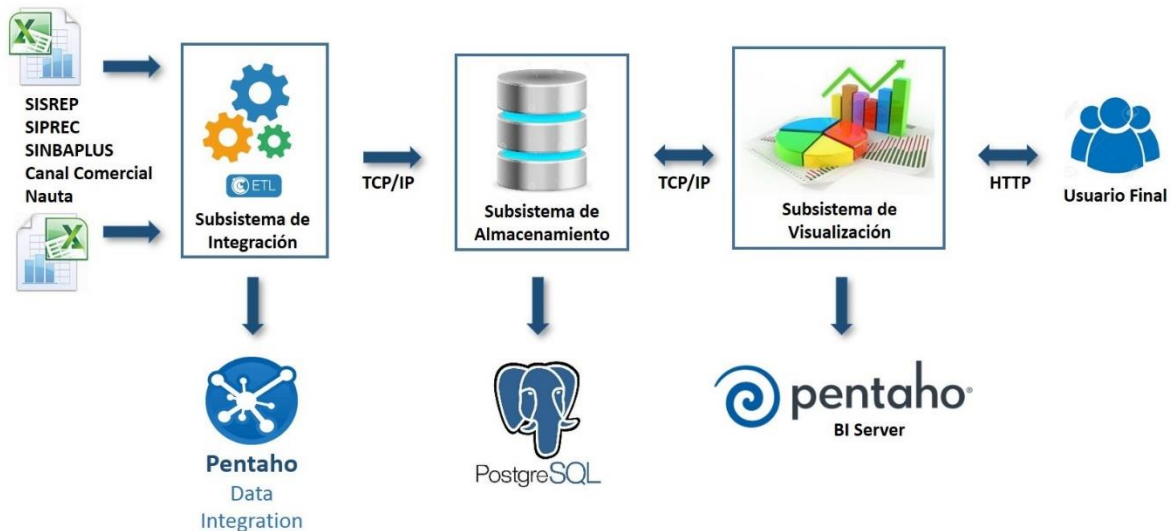 SISREP
SIPREC
SINBAPLUS
Canal Comercial
Nauta
ETL
Subsistema de
Integración
TCP/IP
Subsistema de
Almacenamiento
TCP/IP
Subsistema de
Visualización
HTTP
Usuario Final
Pentaho
Data
Integration
PostgreSQL
pentaho®
BI Server